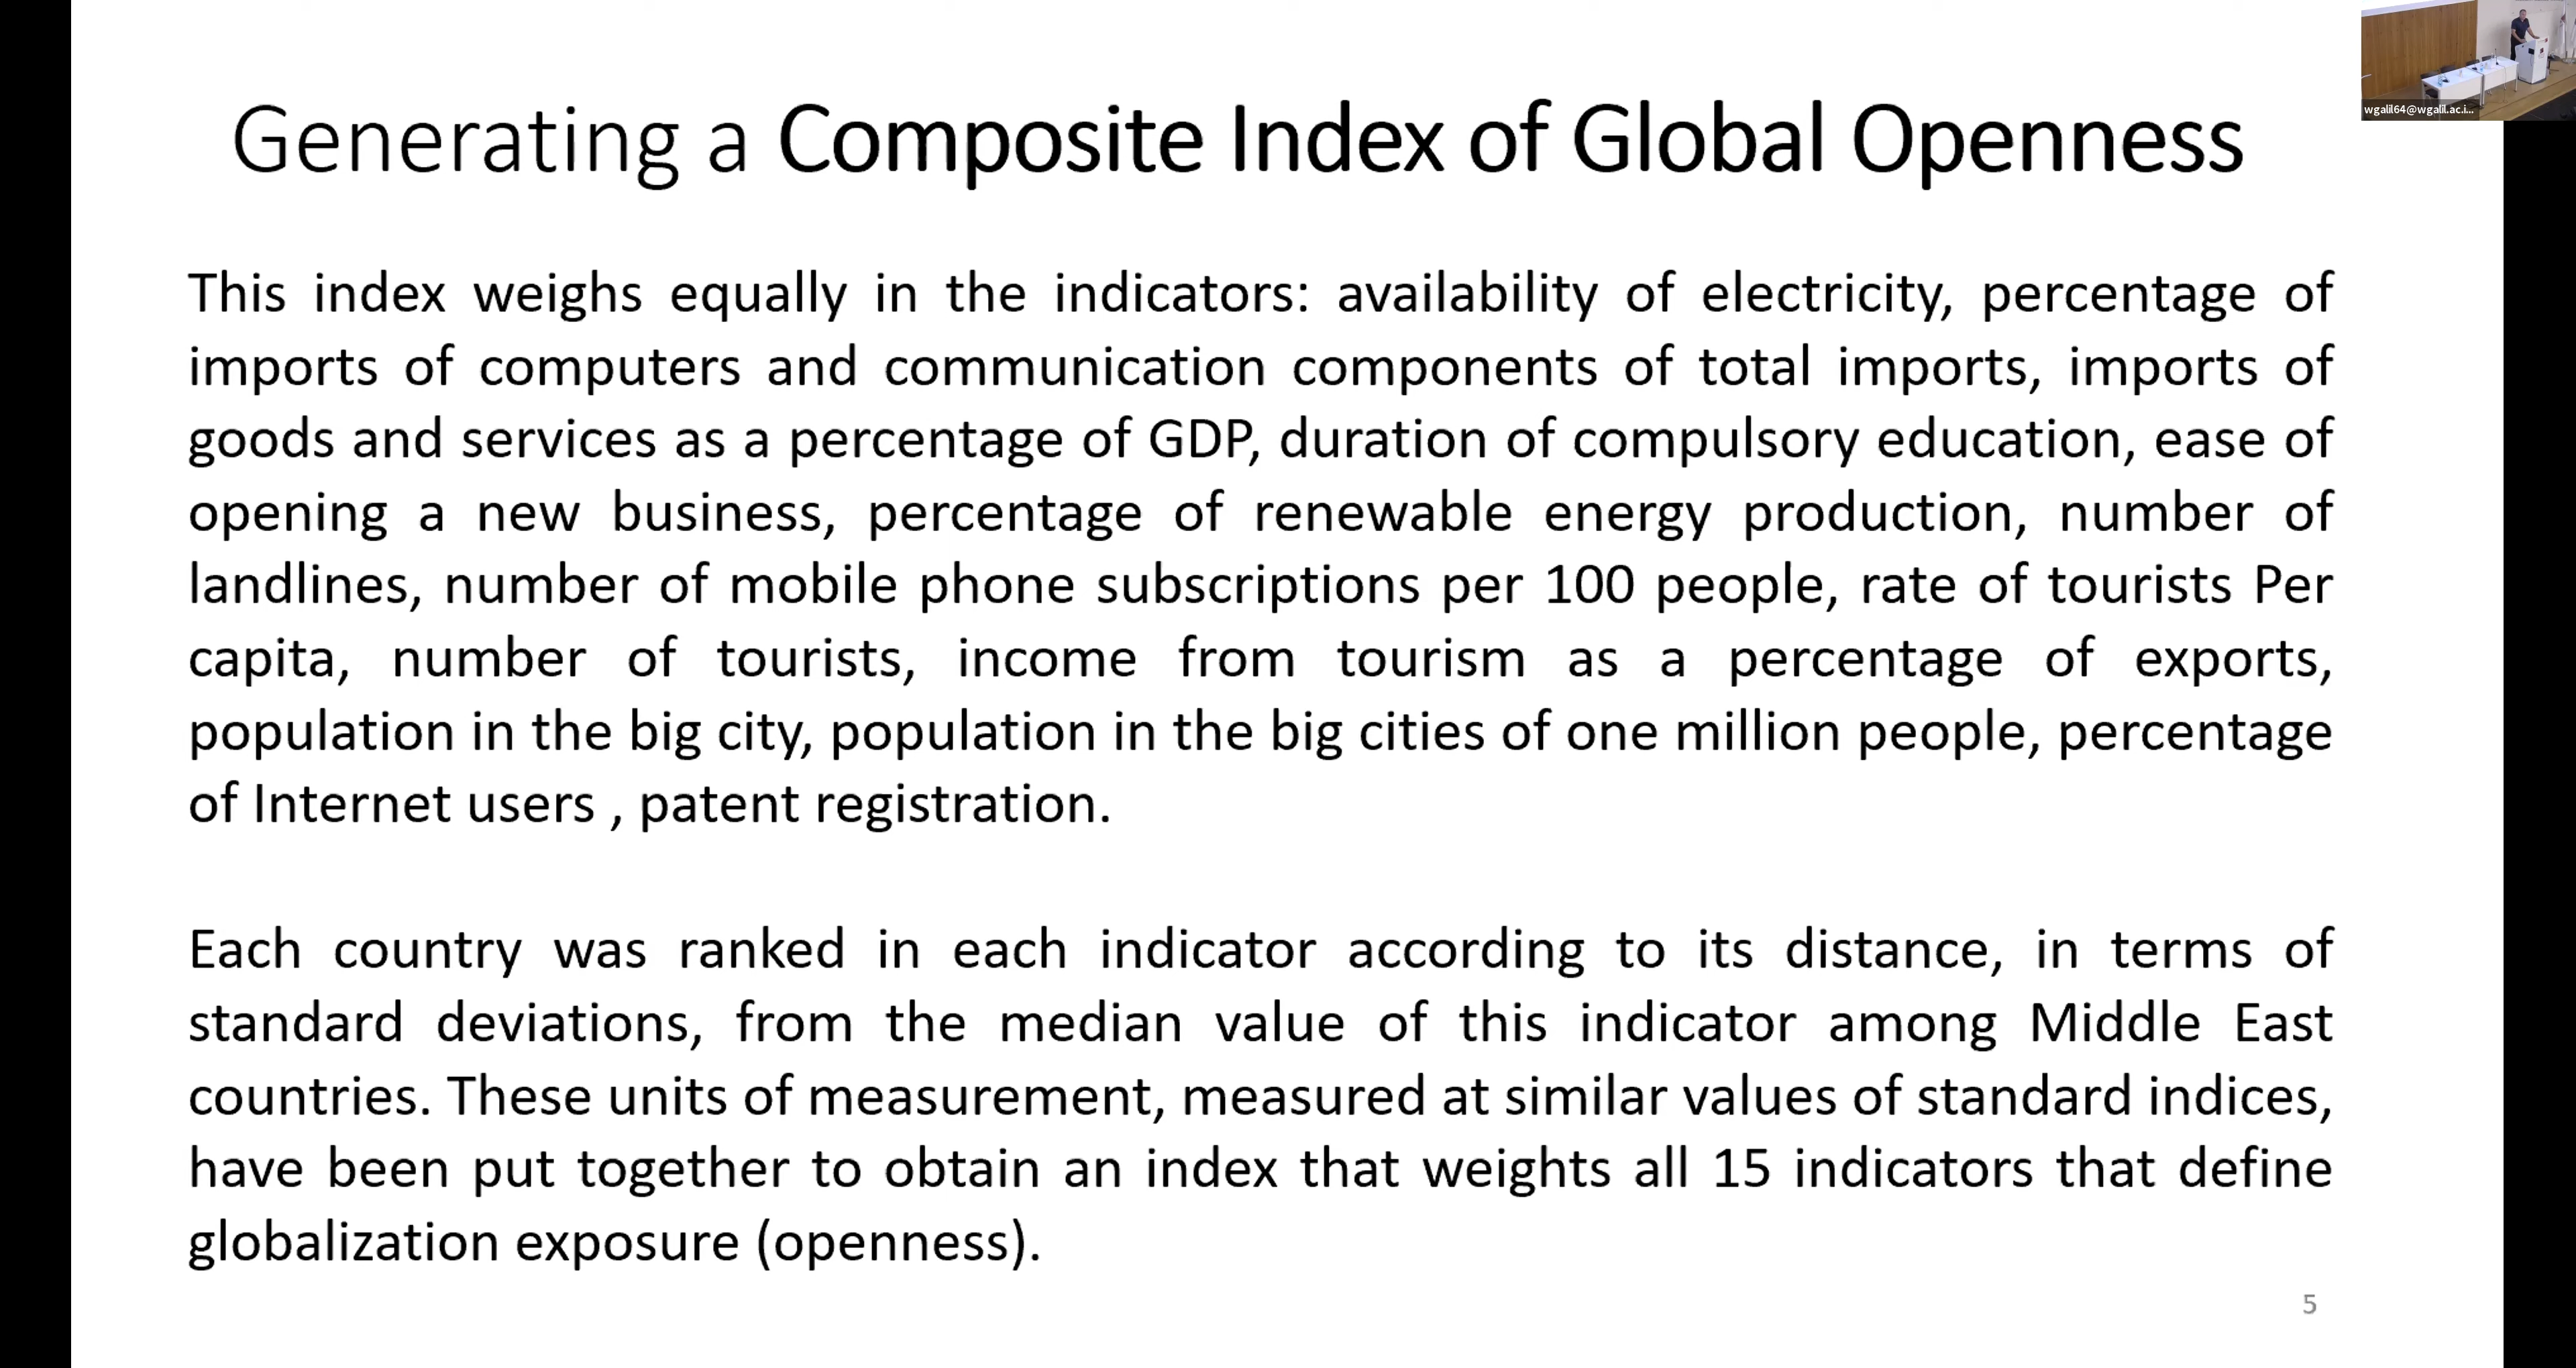 Generating a Composite Index of Global Openness
wgalil64@wgalil.ac.i...
This index weighs equally in the indicators: availability of electricity, percentage of
imports of computers and communication components of total imports, imports of
goods and services as a percentage of GDP, duration of compulsory education, ease of
opening a new business, percentage of renewable energy production, number of
landlines, number of mobile phone subscriptions per 100 people, rate of tourists Per
capita, number of tourists, income from tourism as a percentage of exports,
population in the big city, population in the big cities of one million people, percentage
of Internet users , patent registration.
Each country was ranked in each indicator according to its distance, in terms of
standard deviations, from the median value of this indicator among Middle East
countries. These units of measurement, measured at similar values of standard indices,
have been put together to obtain an index that weights all 15 indicators that define
globalization exposure (openness).
5